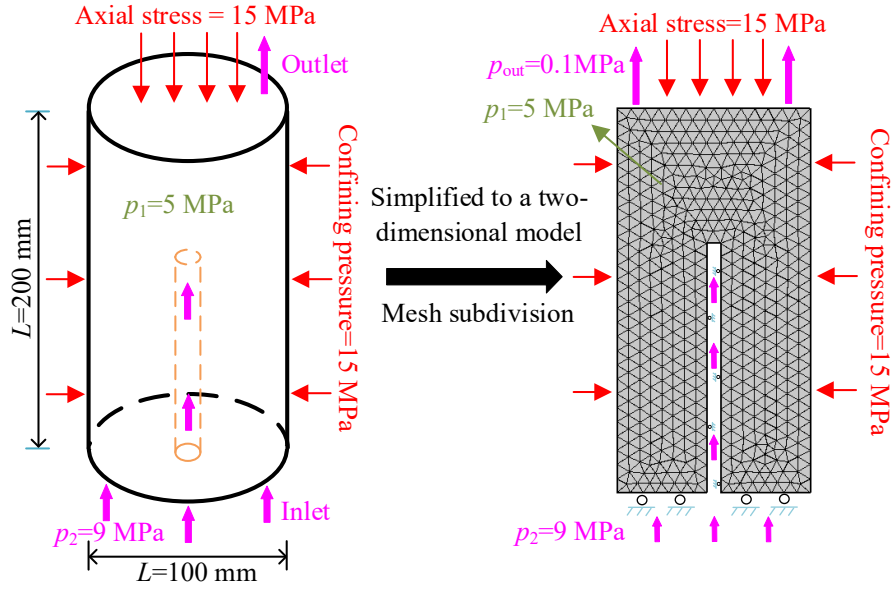 Axial stress = 15 MPa
Outlet
p1=5 MPa
L=200 mm
Confining pressure=15 MPa
p2=9 MPa
Inlet
L=100 mm
Simplified to a two-
dimensional model
Mesh subdivision
Axial stress=15 MPa
pout=0.1MPa
p1=5 MPa
Confining pressure=15 MPa
p2=9 MPa